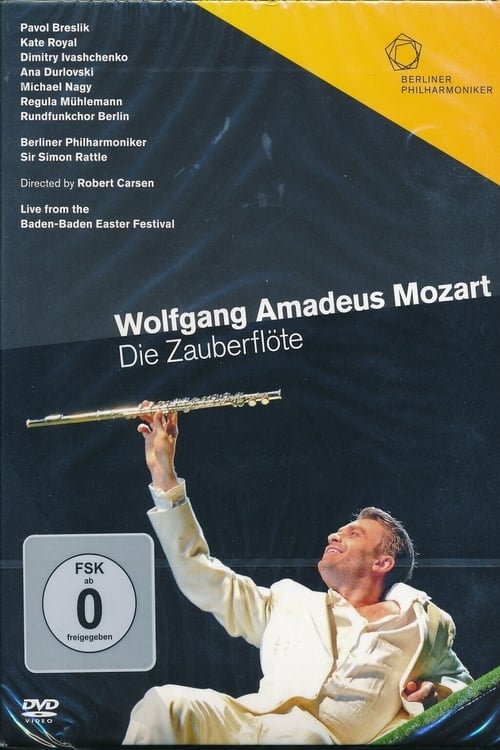 Pavol Breslik
Kate Royal
Dimitry Ivashchenko
Ana Durlovski
Michael Nagy
Regula Mühlemann
Rundfunkchor Berlin
Berliner Philharmoniker
Sir Simon Rattle
Directed by Robert Carsen
Live from the
Baden-Baden Easter Festival
BERLINER
PHILHARMONIKER
Wolfgang Amadeus Mozart
Die Zauberflöte
FSK
ab
0
freigegeben
DVD
VIDEO